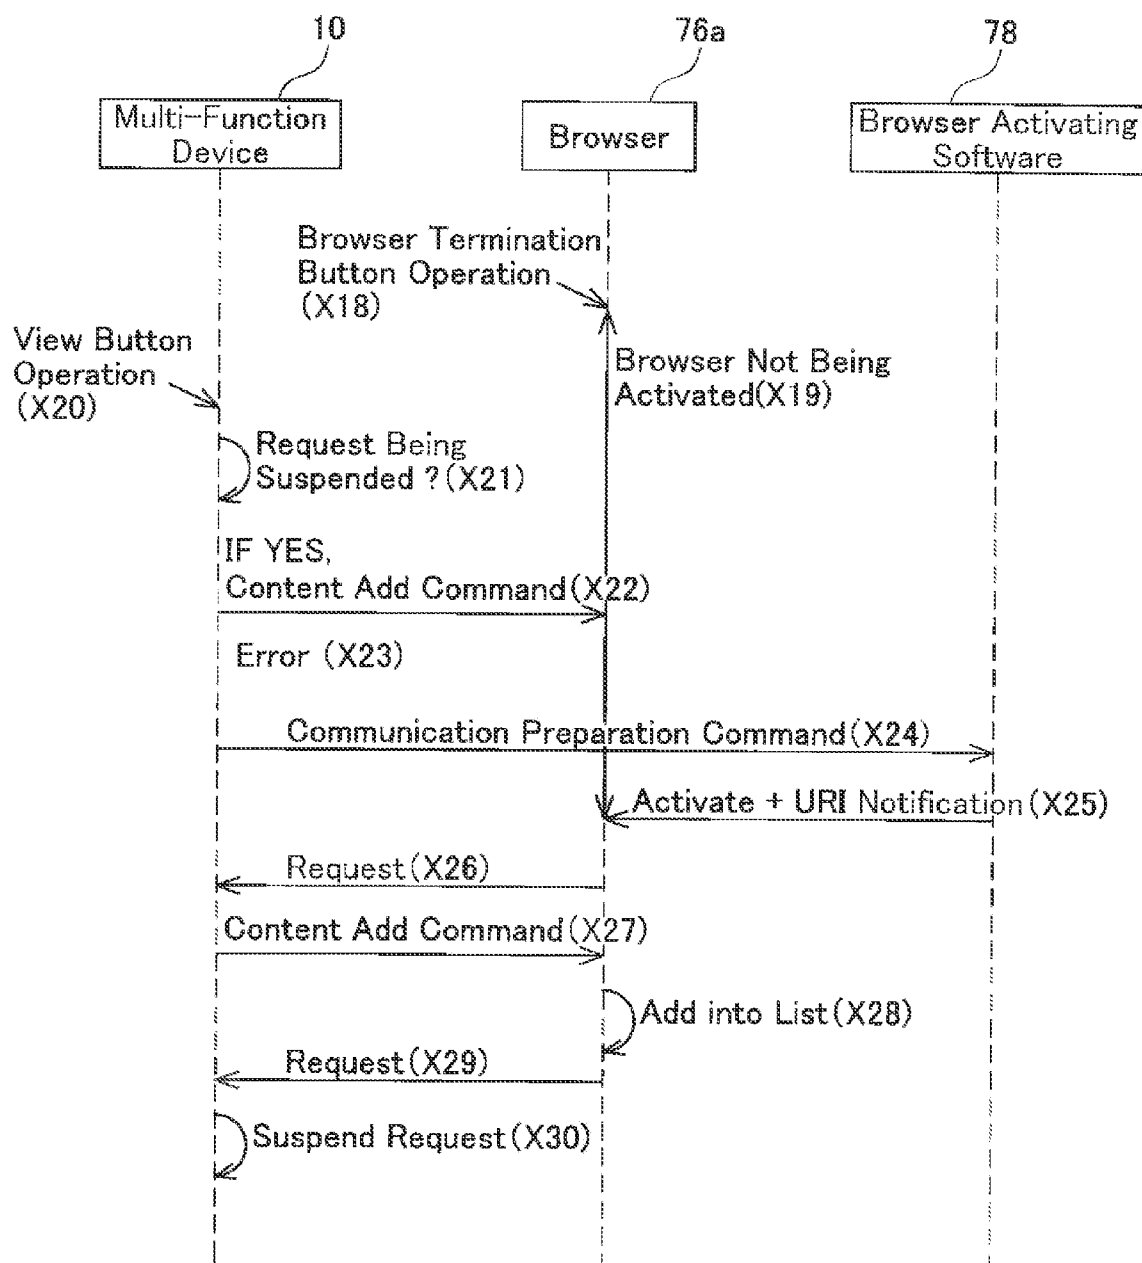 10
76a
78
Multi-Function
Device
Browser
Browser Activating
Software
Browser Termination
Button Operation
(X18)
View Button
Operation
(X20)
Browser Not Being
Activated(X19)
Request Being
Suspended ?(X21)
IF YES,
Content Add Command(X22)
Error (X23)
Communication Preparation Command(X24)
Activate + URI Notification(X25)
Request(X26)
Content Add Command(X27)
Add into List(X28)
Request(X29)
Suspend Request(X30)